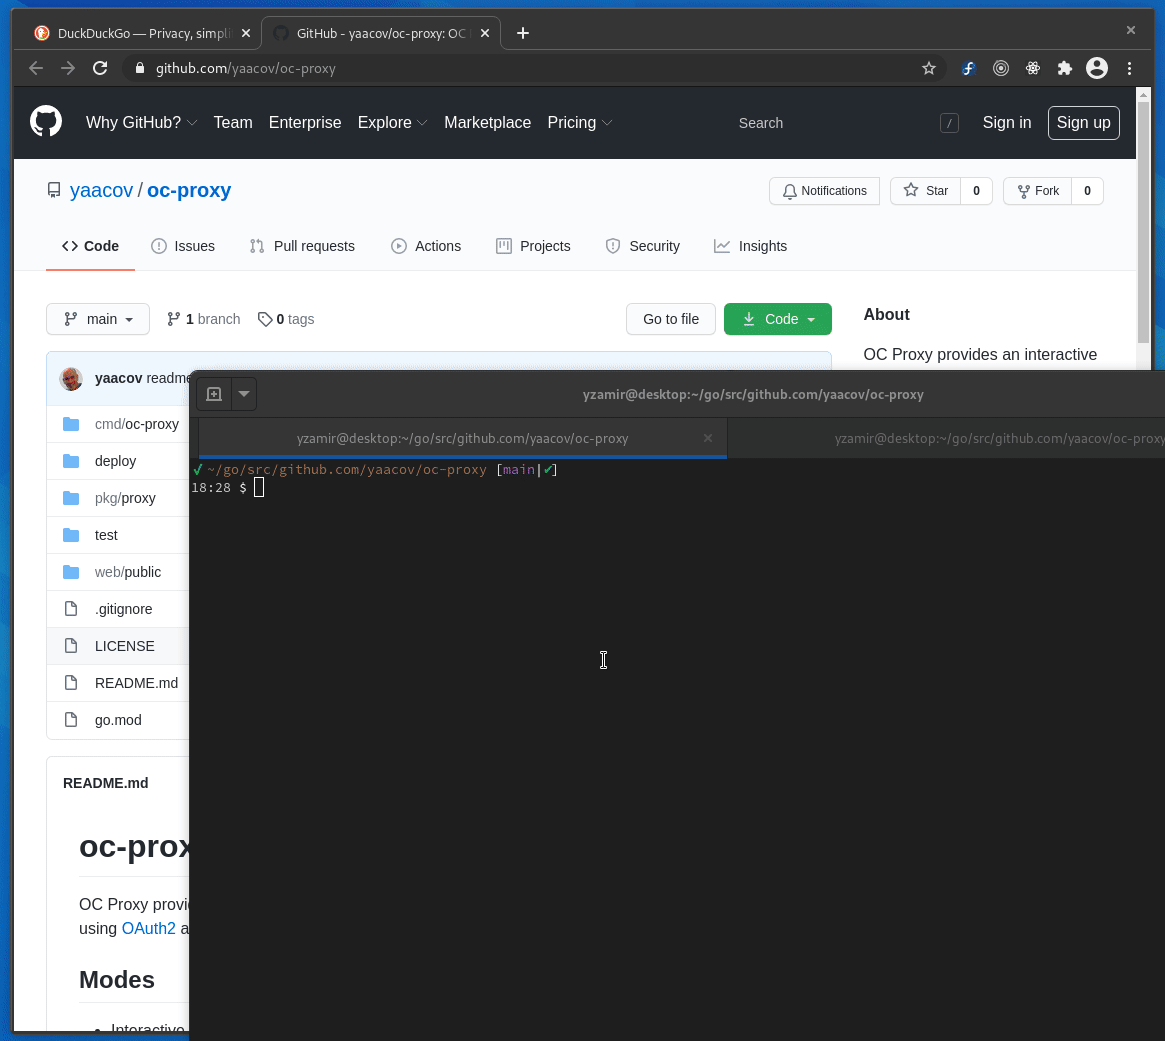 DuckDuckGo — Privacy, simpli
GitHub - yaacov/oc-proxy: OC
github.com/yaacov/oc-proxy
Why GitHub? Team Enterprise Explore Marketplace Pricing Search / Sign in Sign up
yaacov / oc-proxy
Notifications Star 0 Fork 0
Code Issues Pull requests Actions Projects Security Insights
main 1 branch 0 tags Go to file Code
About
OC Proxy provides an interactive
yaacov readme
cmd/oc-proxy
deploy
pkg/proxy
test
web/public
.gitignore
LICENSE
README.md
go.mod
README.md
oc-prox
OC Proxy provi
using OAuth2 a
Modes
Interactive
yzamir@desktop:~/go/src/github.com/yaacov/oc-proxy
yzamir@desktop:~/go/src/github.com/yaacov/oc-proxy
yzamir@desktop:~/go/src/github.com/yaacov/oc-proxy
✔ ~/go/src/github.com/yaacov/oc-proxy [main|✔]
18:28 $